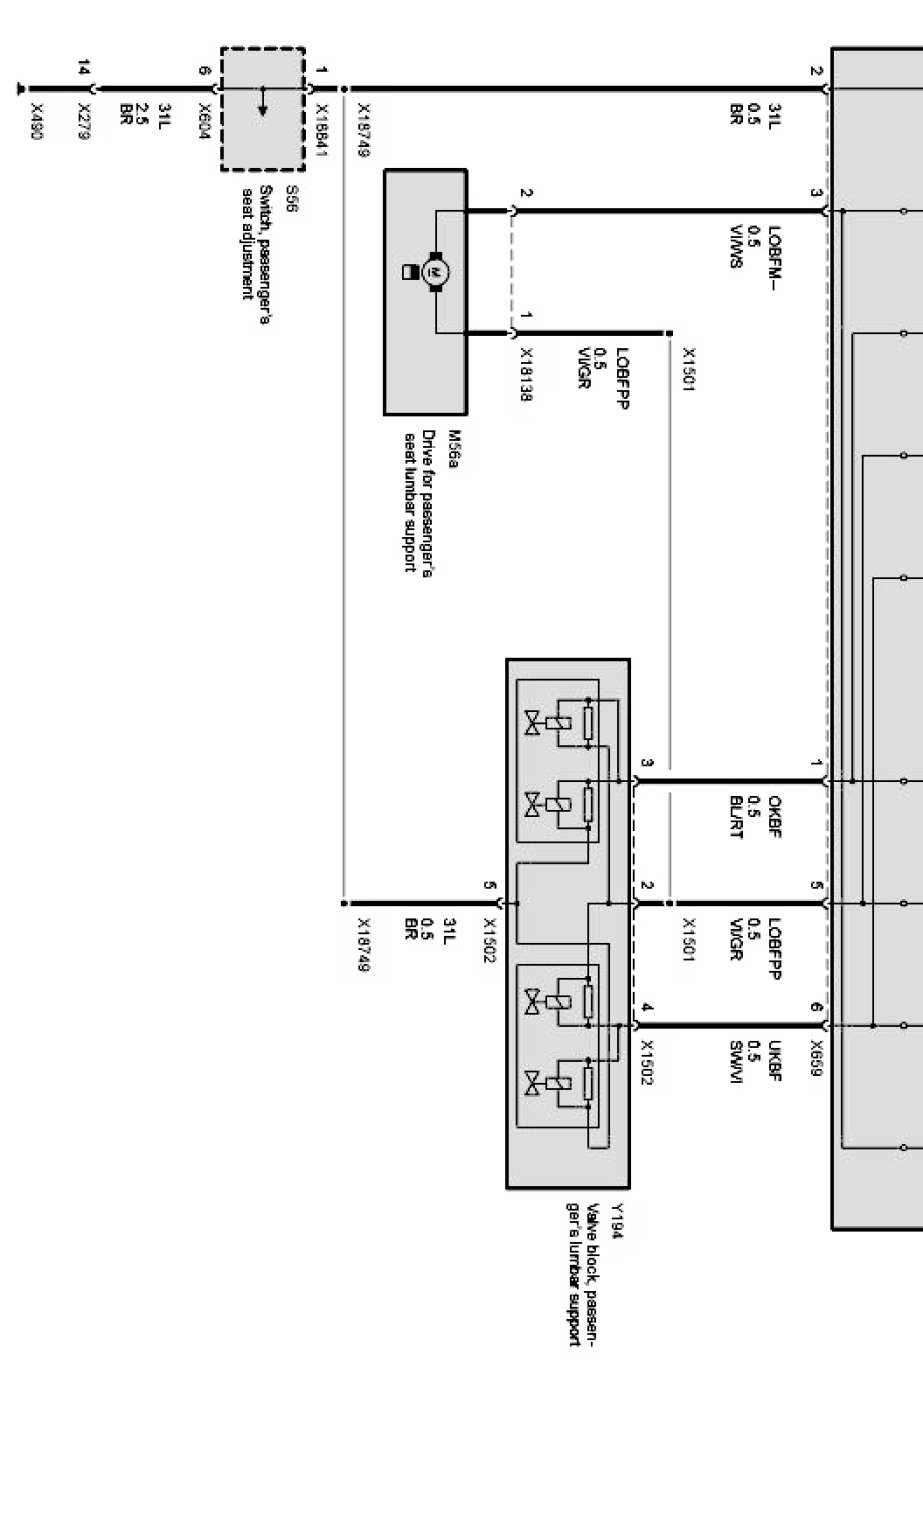 2
31L
0.5
BR
X18749
1
X16841
6
X604
31L
2.5
BR
14
X279
X490
S56
Switch, passenger's
seat adjustment
3
LOBFM–
0.5
VI/WS
2
1
X18138
LOBFPP
0.5
VI/GR
X1501
M
M56a
Drive for passenger's
seat lumbar support
1
OKBF
0.5
BL/RT
3
5
LOBFPP
0.5
VI/GR
X1501
2
6
X659
UKBF
0.5
SW/VI
4
X1502
5
X1502
31L
0.5
BR
X18749
Y194
Valve block, passen-
ger's lumbar support